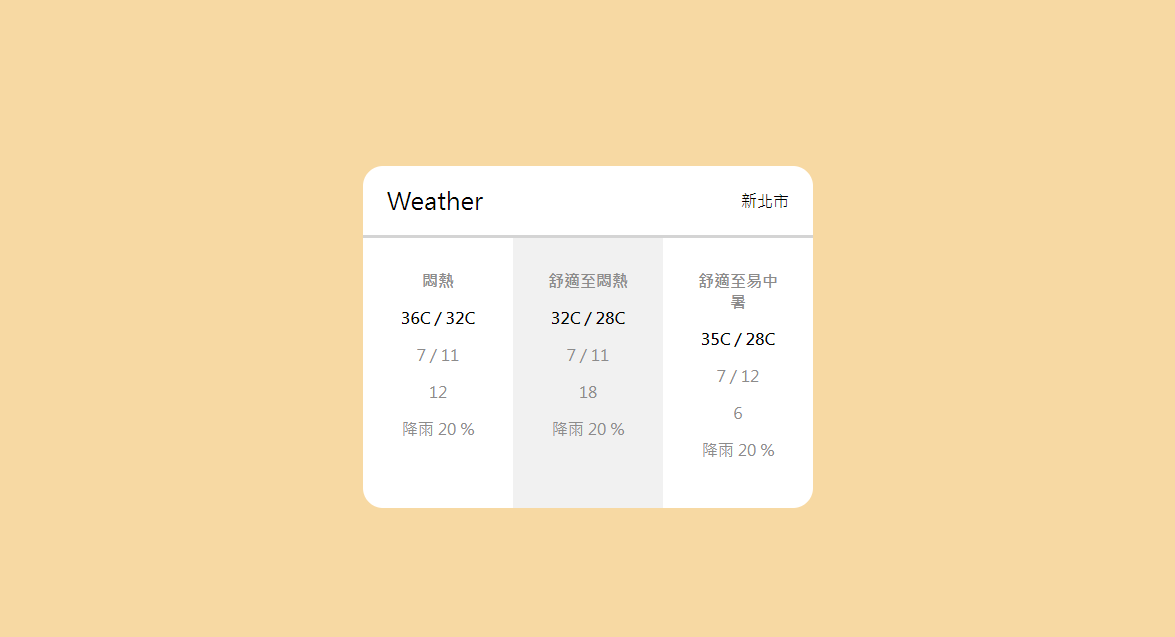 Weather
新北市
悶熱
36C / 32C
7 / 11
12
降雨 20 %
舒適至悶熱
32C / 28C
7 / 11
18
降雨 20 %
舒適至易中
暑
35C / 28C
7 / 12
6
降雨 20 %